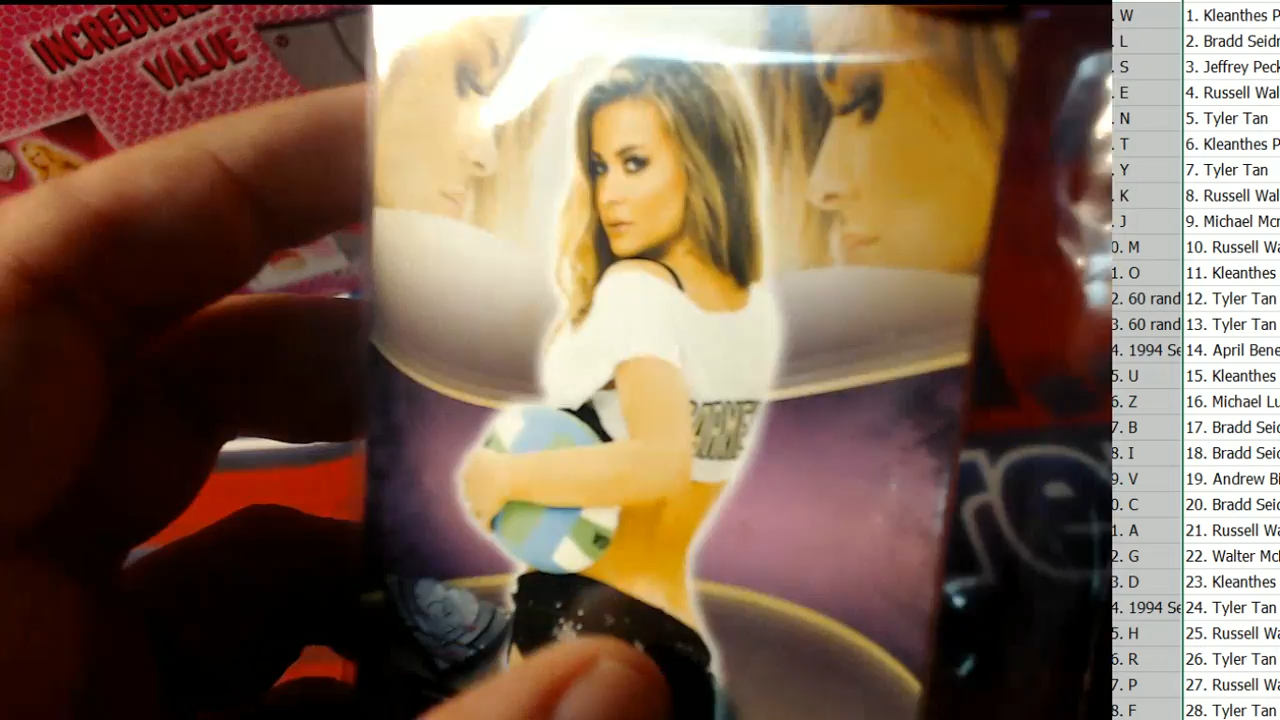 INCREDIBLE
VALUE
. W 1. Kleanthes P
. L 2. Bradd Seidr
. S 3. Jeffrey Peck
. E 4. Russell Wal
. N 5. Tyler Tan
. T 6. Kleanthes P
. Y 7. Tyler Tan
. K 8. Russell Wal
. J 9. Michael Mc
0. M 10. Russell Wa
1. O 11. Kleanthes
2. 60 rand 12. Tyler Tan
3. 60 rand 13. Tyler Tan
4. 1994 Se 14. April Bene
5. U 15. Kleanthes
6. Z 16. Michael Lu
7. B 17. Bradd Seid
8. I 18. Bradd Seid
9. V 19. Andrew Bi
0. C 20. Bradd Seid
1. A 21. Russell Wa
2. G 22. Walter Mc
3. D 23. Kleanthes
4. 1994 Se 24. Tyler Tan
5. H 25. Russell Wa
6. R 26. Tyler Tan
7. P 27. Russell Wa
8. F 28. Tyler Tan